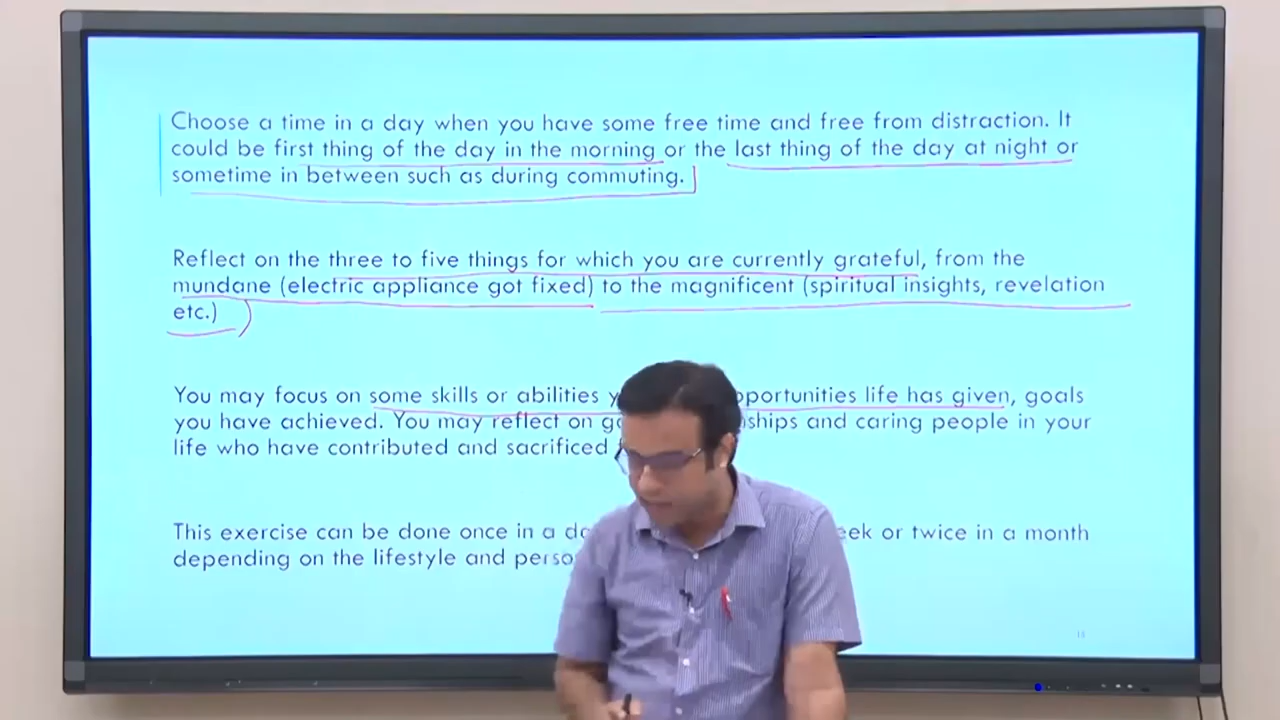 Choose a time in a day when you have some free time and free from distraction. It
could be first thing of the day in the morning or the last thing of the day at night or
sometime in between such as during commuting.
Reflect on the three to five things for which you are currently grateful, from the
mundane (electric appliance got fixed) to the magnificent (spiritual insights, revelation
etc.)
You may focus on some skills or abilities life has given, goals
you have achieved. You may reflect on and caring people in your
life who have contributed and sacrificed
This exercise can be done once in a or twice in a month
depending on the lifestyle and